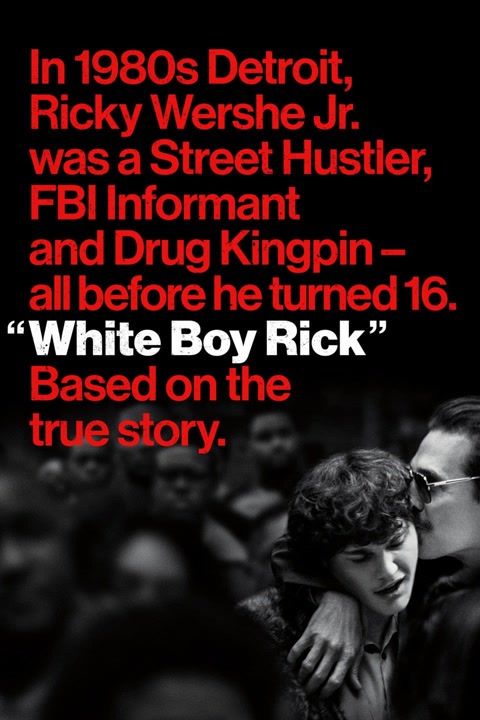 In 1980s Detroit,
Ricky Wershe Jr.
was a Street Hustler,
FBI Informant
and Drug Kingpin –
all before he turned 16.
“White Boy Rick”
Based on the
true story.